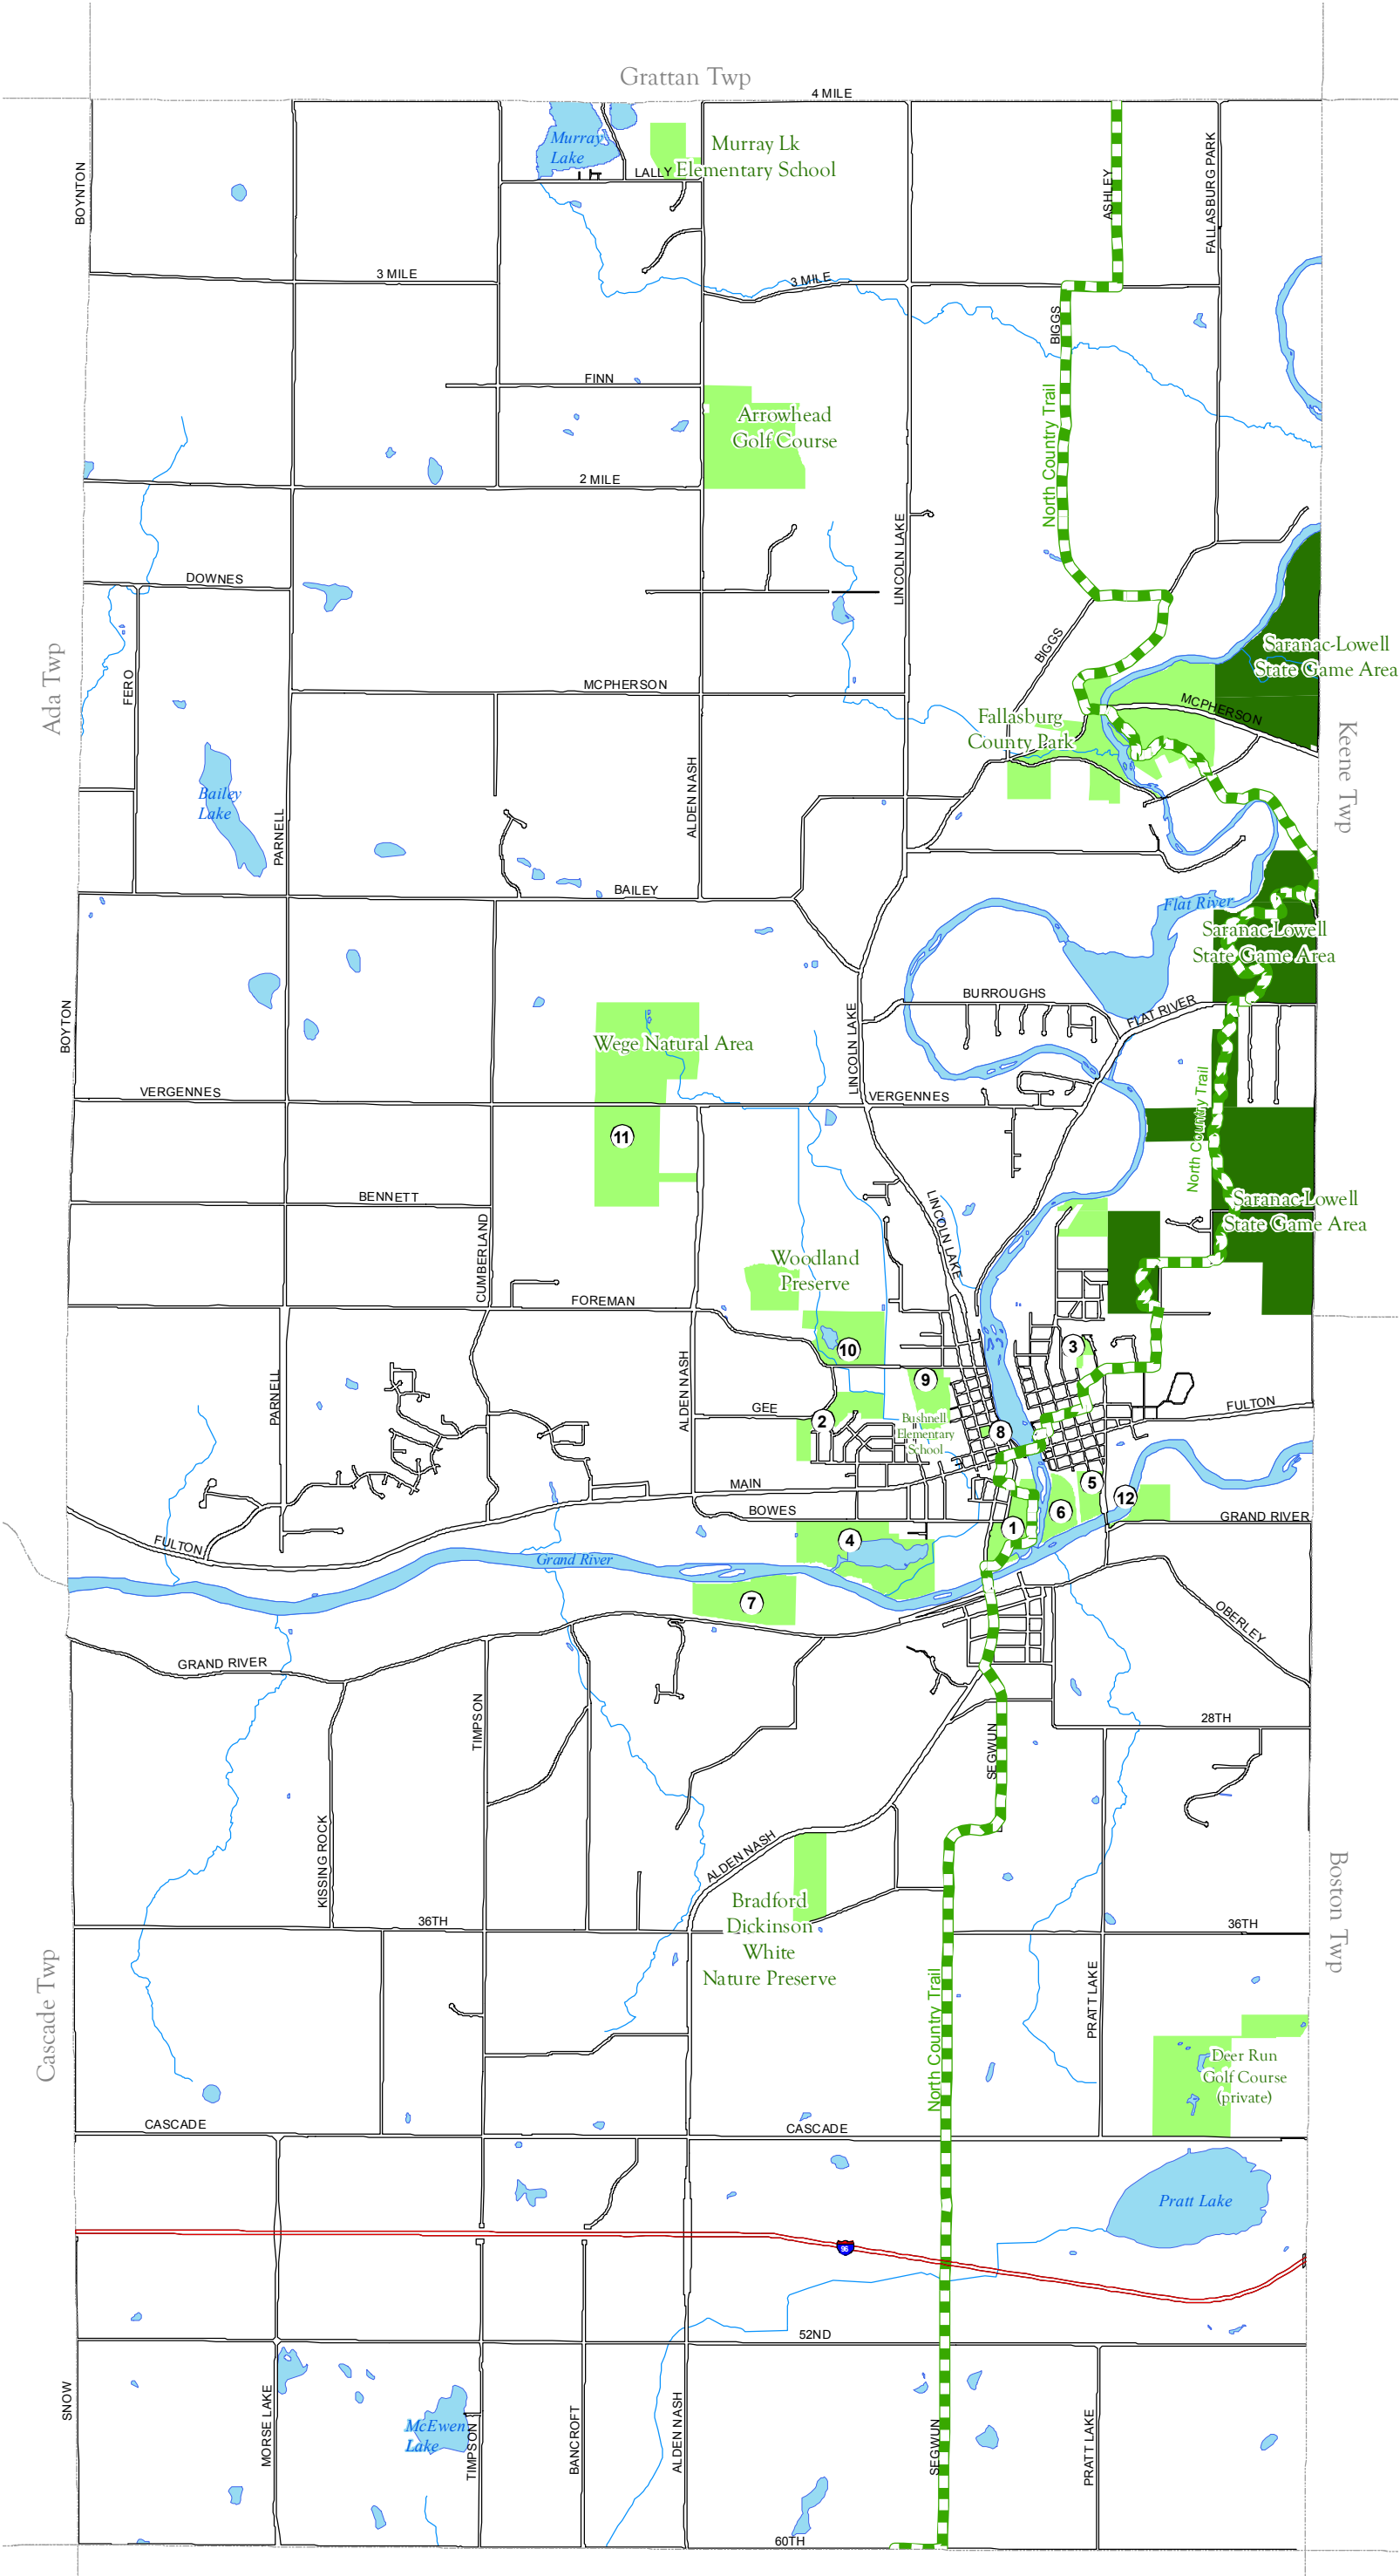 Grattan Twp
4 MILE
Murray
Lake
Murray Lk
Elementary School
LALLY
BOYNTON
ASHLEY
FALLASBURG PARK
3 MILE
3 MILE
BIGGS
FINN
North Country Trail
Arrowhead
Golf Course
2 MILE
LINCOLN LAKE
DOWNES
BIGGS
Saranac-Lowell
State Game Area
Ada Twp
FERO
MCPHERSON
MCPHERSON
Fallasburg
County Park
Keene Twp
Bailey
Lake
PARNELL
ALDEN NASH
BAILEY
Flat River
Saranac-Lowell
State Game Area
BURROUGHS
FLAT RIVER
BOYTON
Wege Natural Area
LINCOLN LAKE
VERGENNES
VERGENNES
North Country Trail
11
BENNETT
LINCOLN LAKE
Saranac-Lowell
State Game Area
CUMBERLAND
Woodland
Preserve
FOREMAN
10
3
9
PARNELL
ALDEN NASH
GEE
2
Bushnell
Elementary
School
8
FULTON
MAIN
5
12
BOWES
6
GRAND RIVER
1
FULTON
4
Grand River
7
OBERLEY
GRAND RIVER
TIMPSON
28TH
SEGWUN
KISSING ROCK
ALDEN NASH
Bradford
Dickinson
White
Nature Preserve
36TH
36TH
Boston Twp
Cascade Twp
North Country Trail
PRATT LAKE
Deer Run
Golf Course
(private)
CASCADE
CASCADE
Pratt Lake
96
52ND
SNOW
MORSE LAKE
McEwen
Lake
TIMPSON
BANCROFT
ALDEN NASH
SEGWUN
PRATT LAKE
60TH